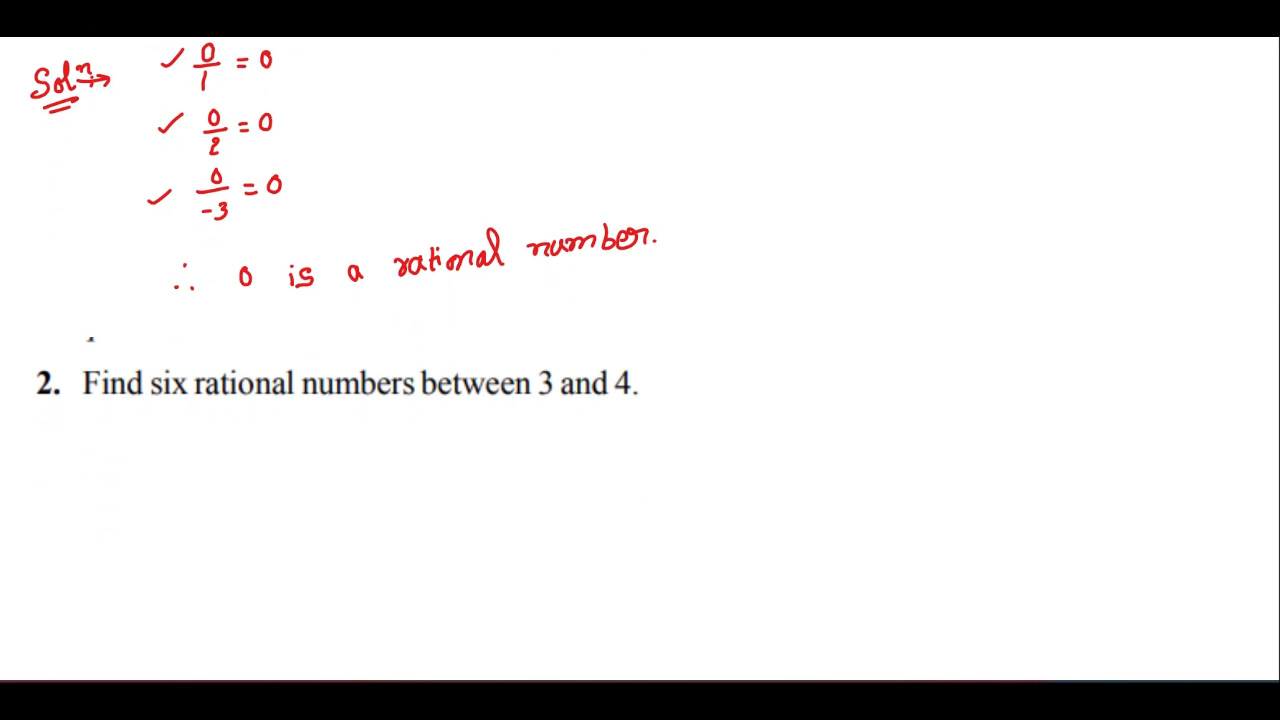 Solⁿ→ ✓ 0/1 = 0
✓ 0/2 = 0
✓ 0/-3 = 0
∴ 0 is a rational number.
2. Find six rational numbers between 3 and 4.